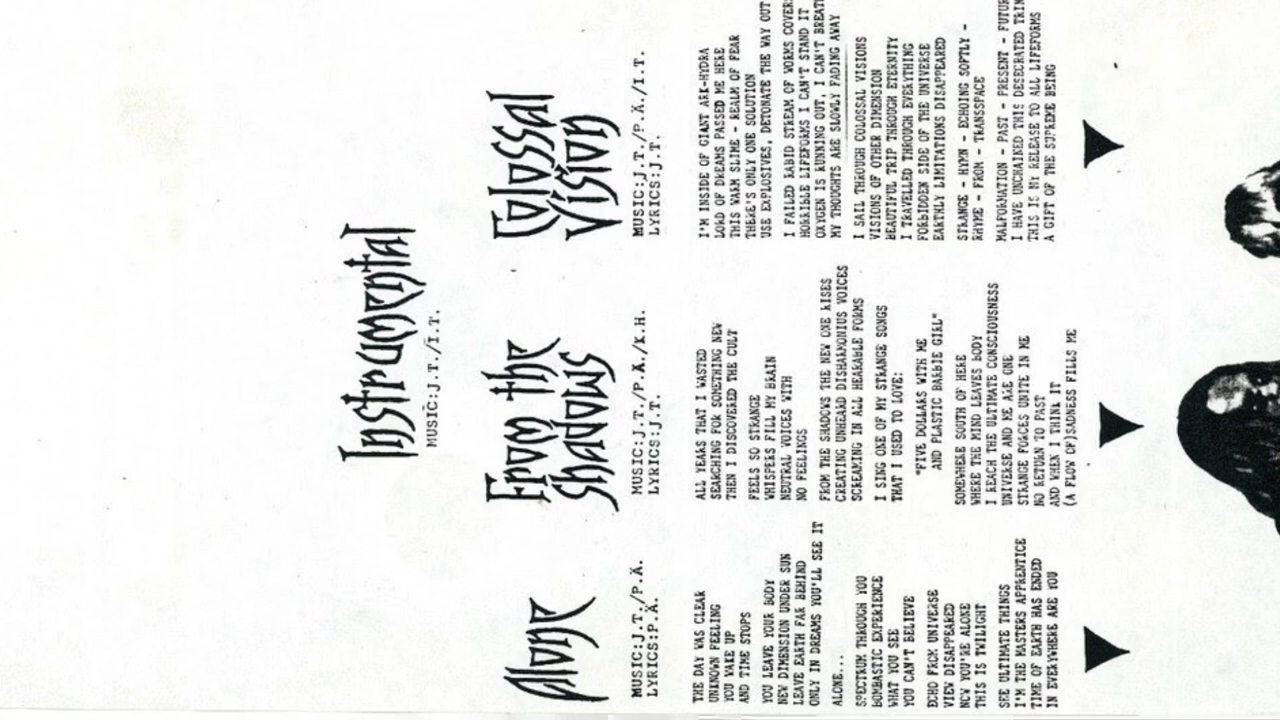 Instrumental
MUSIC:J.T./I.T.
Alone
MUSIC:J.T./P.Ä.
LYRICS:P.Ä.
THE DAY WAS CLEAR
UNKNOWN FEELING
YOU WAKE UP
AND TIME STOPS
YOU LEAVE YOUR BODY
NEW DIMENSION UNDER SUN
LEAVE EARTH FAR BEHIND
ONLY IN DREAMS YOU'LL SEE IT
ALONE...
SPECTRUM THROUGH YOU
BOMBASTIC EXPERIENCE
WHAT YOU SEE
YOU CAN'T BELIEVE
ECHO FROM UNIVERSE
VIEW DISAPPEARED
NOW YOU'RE ALONE
THIS IS TWILIGHT
SEE ULTIMATE THINGS
I'M THE MASTERS APPRENTICE
TIME OF EARTH HAS ENDED
IN EVERYWHERE ARE YOU
From the
Shadows
MUSIC:J.T./P.Ä./K.H.
LYRICS:J.T.
ALL YEARS THAT I WASTED
SEARCHING FOR SOMETHING NEW
THEN I DISCOVERED THE CULT
FEELS SO STRANGE
WHISPERS FILL MY BRAIN
NEUTRAL VOICES WITH
NO FEELINGS
FROM THE SHADOWS THE NEW ONE RISES
CREATING UNHEARD DISHARMONIUS VOICES
SCREAMING IN ALL HEARABLE FORMS
I SING ONE OF MY STRANGE SONGS
THAT I USED TO LOVE:
"FIVE DOLLARS WITH ME
AND PLASTIC BARBIE GIRL"
SOMEWHERE SOUTH OF HERE
WHERE THE MIND LEAVES BODY
I REACH THE ULTIMATE CONSCIOUSNESS
UNIVERSE AND ME ARE ONE
STRANGE FORCES UNITE IN ME
NO RETURN TO PAST
AND WHEN I THINK IT
(A FLOW OF)SADNESS FILLS ME
Colossal
Vision
MUSIC:J.T./P.Ä./I.T.
LYRICS:J.T.
I'M INSIDE OF GIANT ARK-HYDRA
LORD OF DREAMS PASSED ME HERE
THIS WARM SLIME - REALM OF FEAR
THERE'S ONLY ONE SOLUTION
USE EXPLOSIVES, DETONATE THE WAY OUT
I FAILED RABID STREAM OF WORMS COVERS
HORRIBLE LIFEFORMS I CAN'T STAND IT
OXYGEN IS RUNNING OUT, I CAN'T BREAT
MY THOUGHTS ARE SLOWLY FADING AWAY
I SAIL THROUGH COLOSSAL VISIONS
VISIONS OF OTHER DIMENSION
BEAUTIFUL TRIP THROUGH ETERNITY
I TRAVELLED THROUGH EVERYTHING
FORBIDDEN SIDE OF THE UNIVERSE
EARTHLY LIMITATIONS DISAPPEARED
STRANGE - HYMN - ECHOING SOFTLY -
RHYME - FROM - TRANSSPACE
MALFORMATION - PAST - PRESENT - FUTUR
I HAVE UNCHAINED THIS DESECRATED TRIN
THIS IS MY RELEASE TO ALL LIFEFORMS
A GIFT OF THE SUPREME BEING